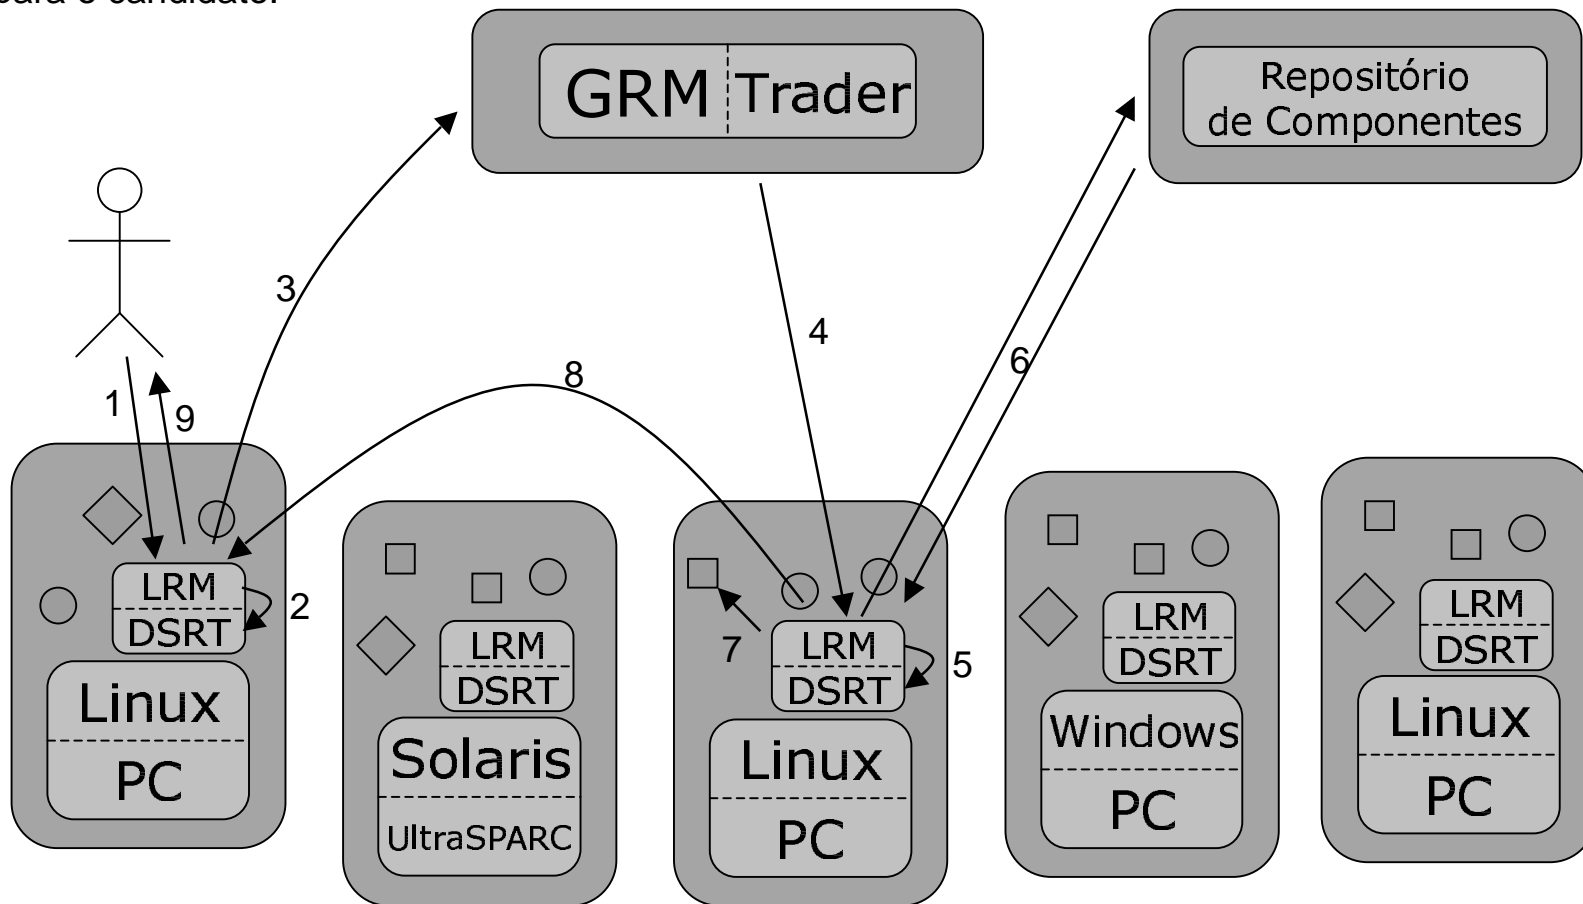 para o candidato.
GRM Trader
Repositório
de Componentes
3
4
6
8
1
9
LRM
DSRT
2
Linux
PC
LRM
DSRT
Solaris
UltraSPARC
7
LRM
DSRT
5
Linux
PC
LRM
DSRT
Windows
PC
LRM
DSRT
Linux
PC